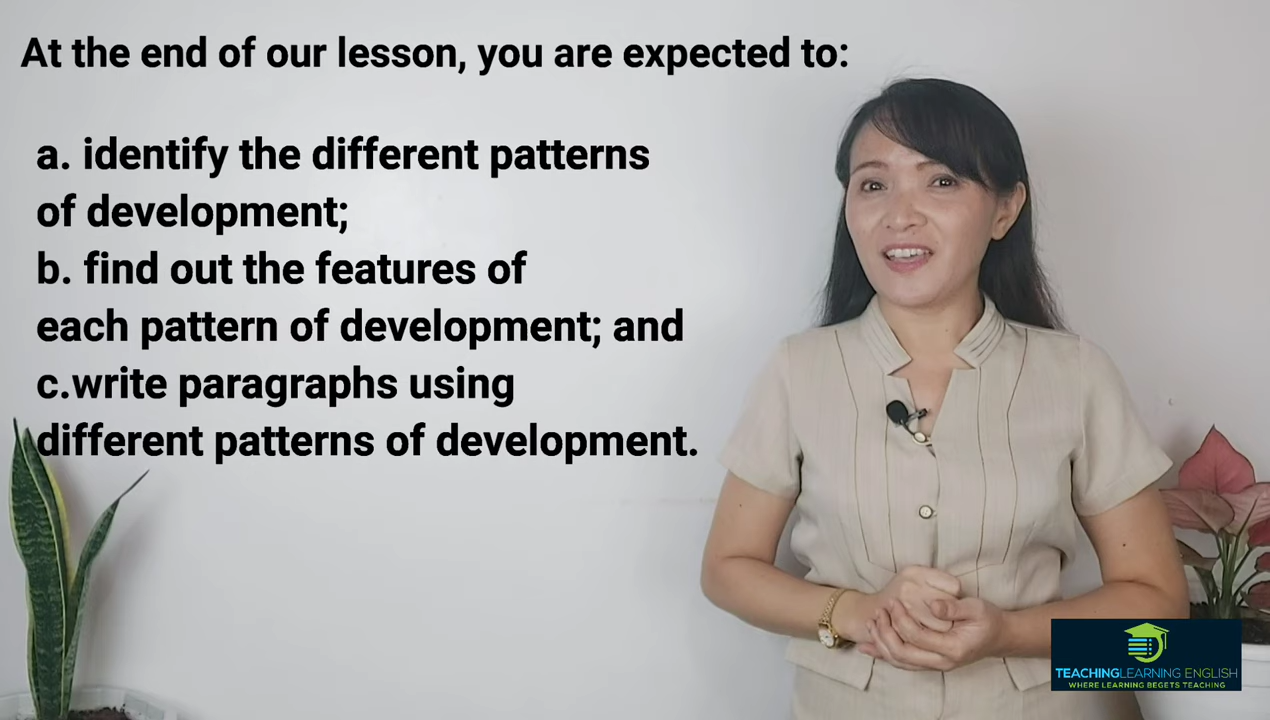 At the end of our lesson, you are expected to:
a. identify the different patterns
of development;
b. find out the features of
each pattern of development; and
c.write paragraphs using
different patterns of development.
TEACHINGLEARNING ENGLISH
WHERE LEARNING BEGETS TEACHING